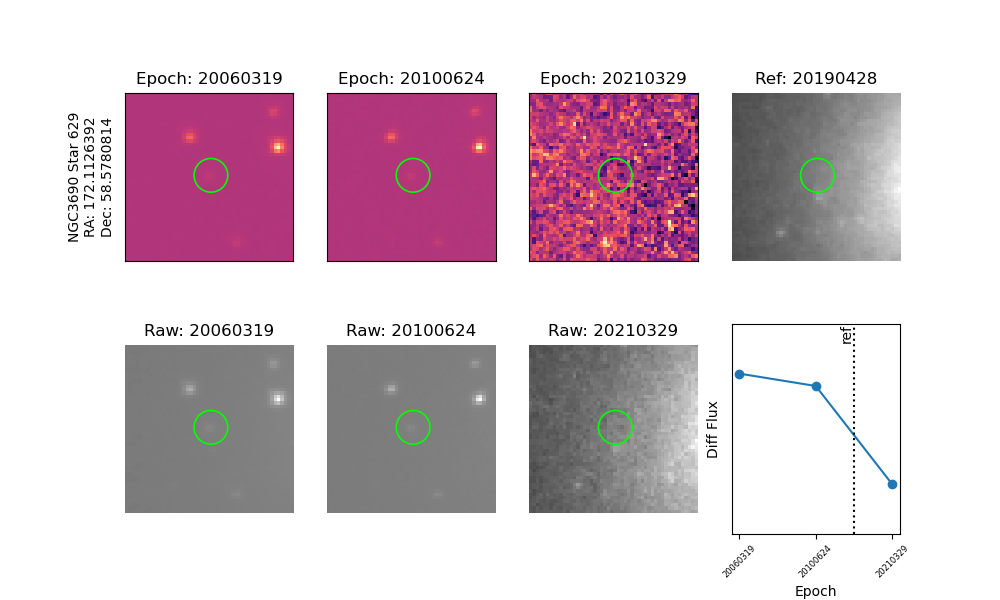 NGC3690 Star 629
RA: 172.1126392
Dec: 58.5780814
Epoch: 20060319
Epoch: 20100624
Epoch: 20210329
Ref: 20190428
Raw: 20060319
Raw: 20100624
Raw: 20210329
ref
Diff Flux
20060319
20100624
20210329
Epoch